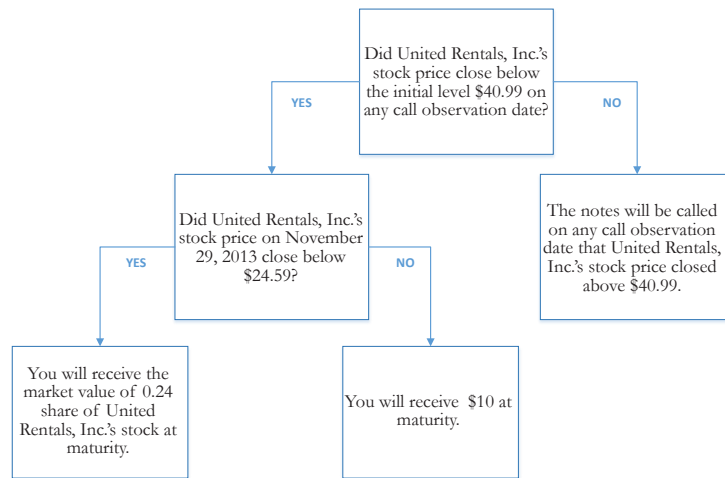 Did United Rentals, Inc.'s
stock price close below
the initial level $40.99 on
any call observation date?
YES
NO
Did United Rentals, Inc.'s
stock price on November
29, 2013 close below
$24.59?
The notes will be called
on any call observation
date that United Rentals,
Inc.'s stock price closed
above $40.99.
YES
NO
You will receive the
market value of 0.24
share of United
Rentals, Inc.'s stock at
maturity.
You will receive $10 at
maturity.